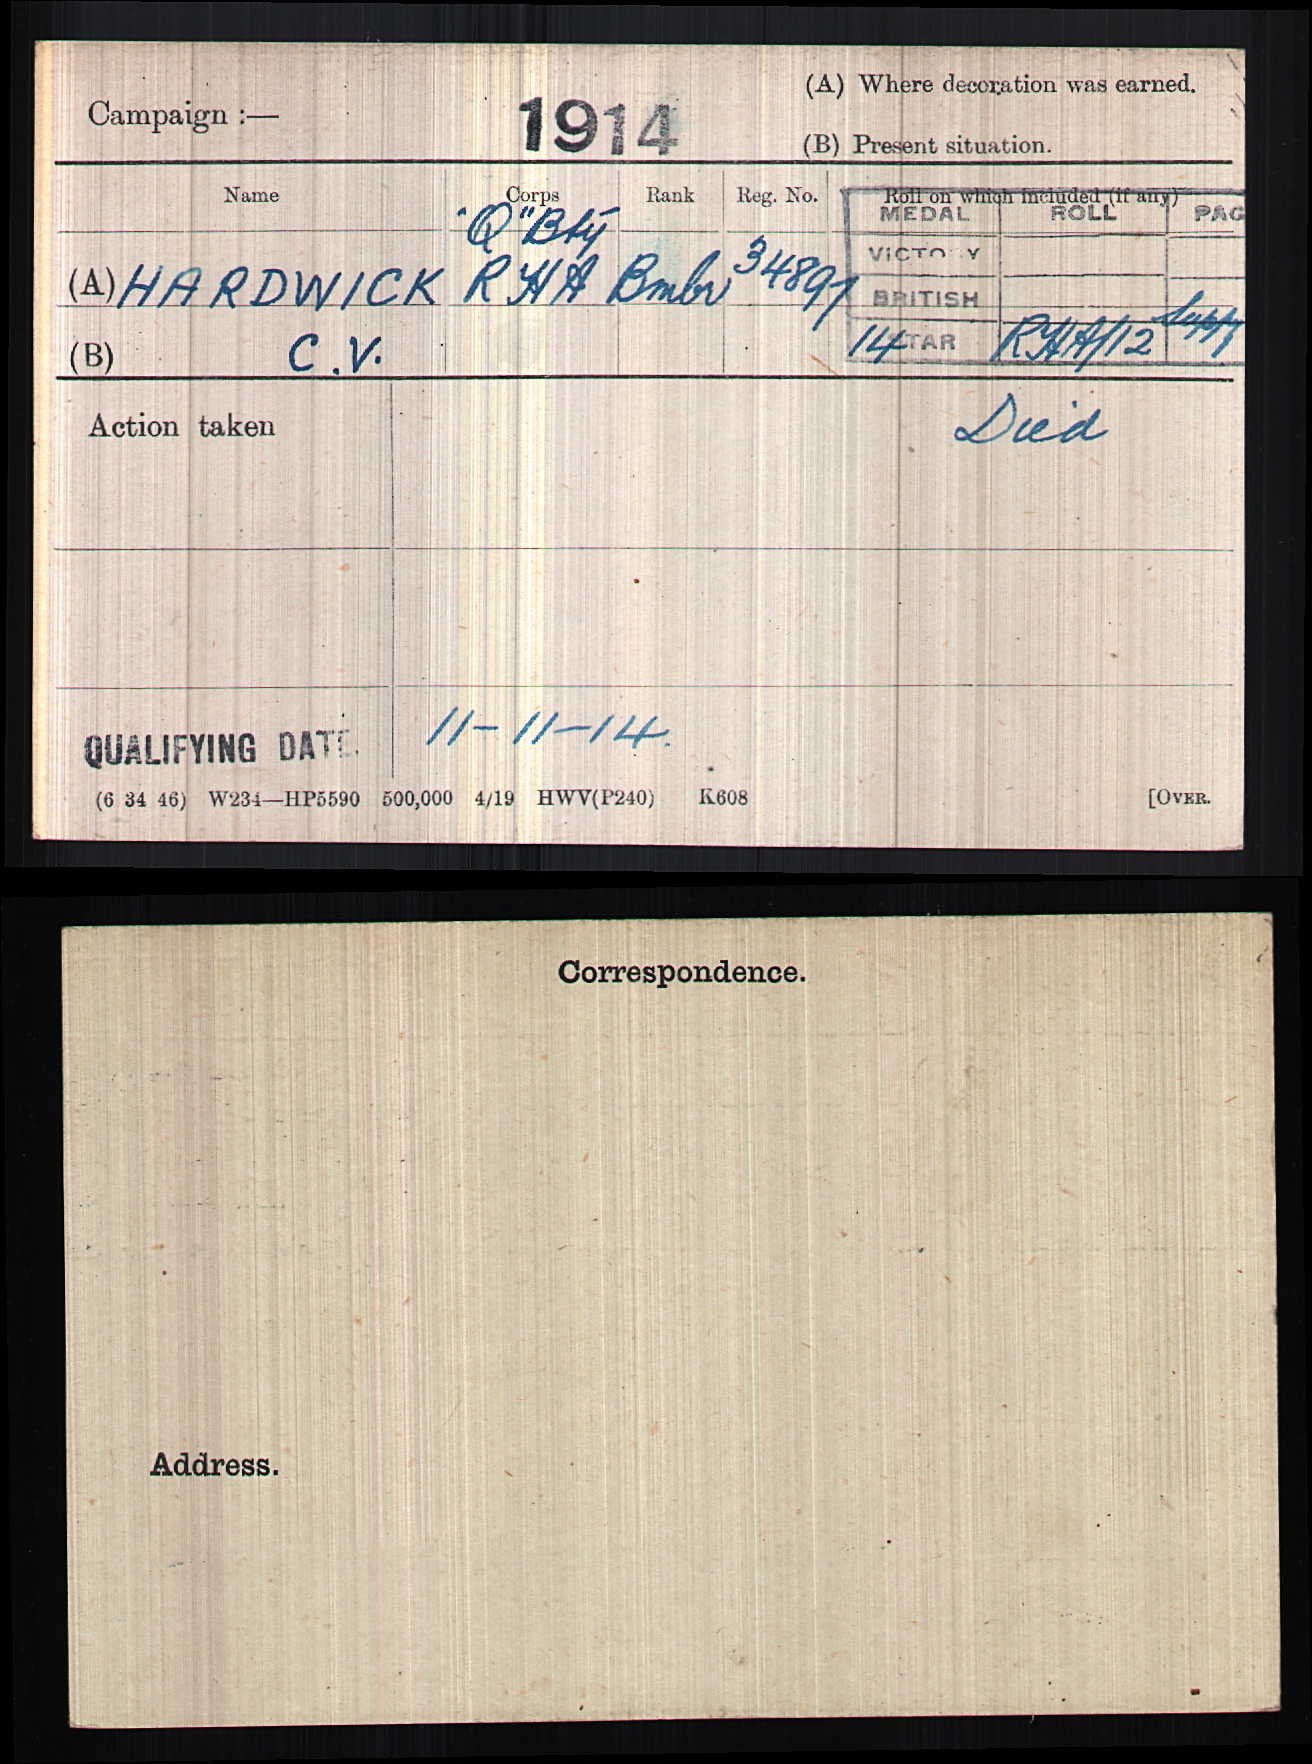 Campaign :— 1914 (A) Where decoration was earned.
(B) Present situation.
Name Corps Rank Reg. No. Roll on which included (if any)
MEDAL ROLL PAG
"Q" Bty
VICTO Y
(A) HARDWICK RHA Bmbr 34897
BRITISH
(B) C.V. 14 STAR RHA/12 Supp/1
Action taken Died
QUALIFYING DATE. 11-11-14.
(6 34 46) W234—HP5590 500,000 4/19 HWV(P240) K608 [OVER.
Correspondence.
Address.